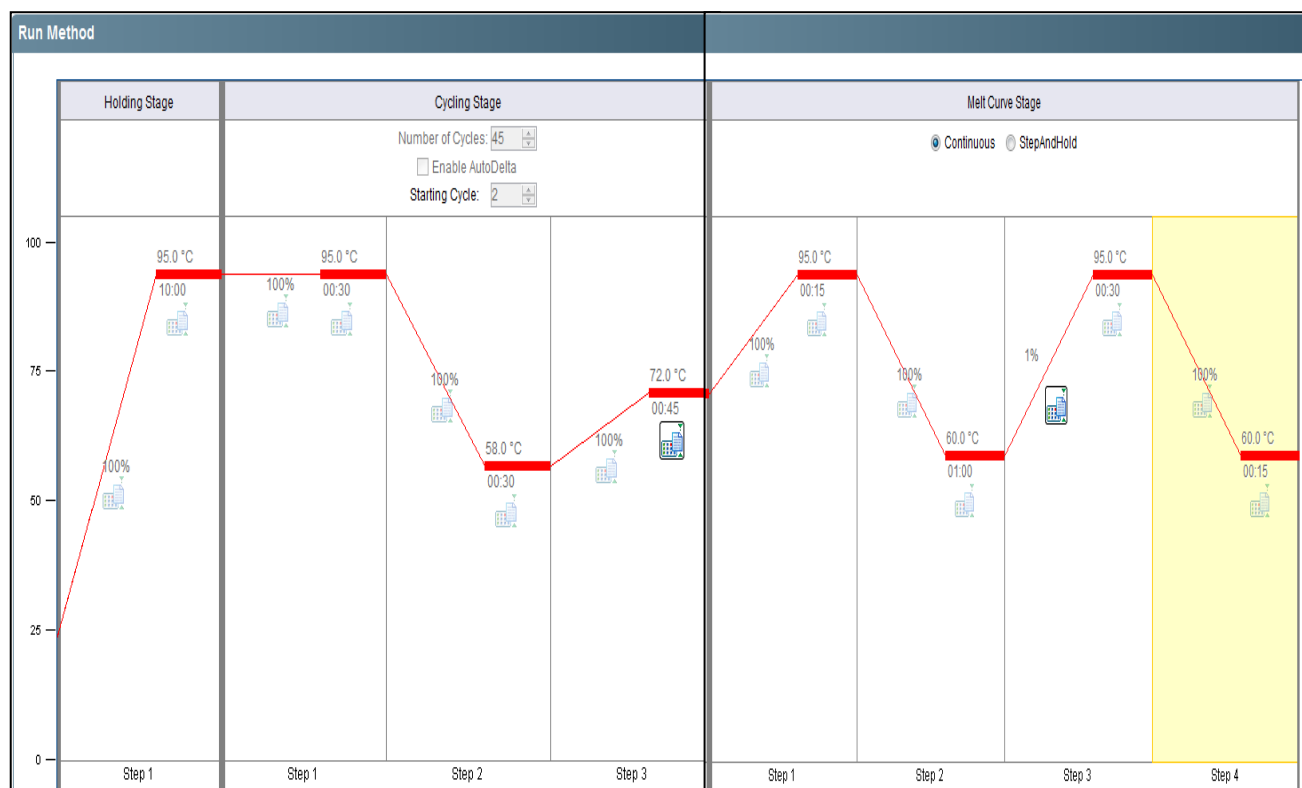 Run Method
Holding Stage
Cycling Stage
Melt Curve Stage
Number of Cycles: 45
Enable AutoDelta
Starting Cycle: 2
Continuous StepAndHold
100
75
50
25
0
100%
95.0 °C
10:00
100%
95.0 °C
00:30
100%
58.0 °C
00:30
100%
72.0 °C
00:45
100%
95.0 °C
00:15
100%
60.0 °C
01:00
1%
95.0 °C
00:30
100%
60.0 °C
00:15
Step 1
Step 1
Step 2
Step 3
Step 1
Step 2
Step 3
Step 4